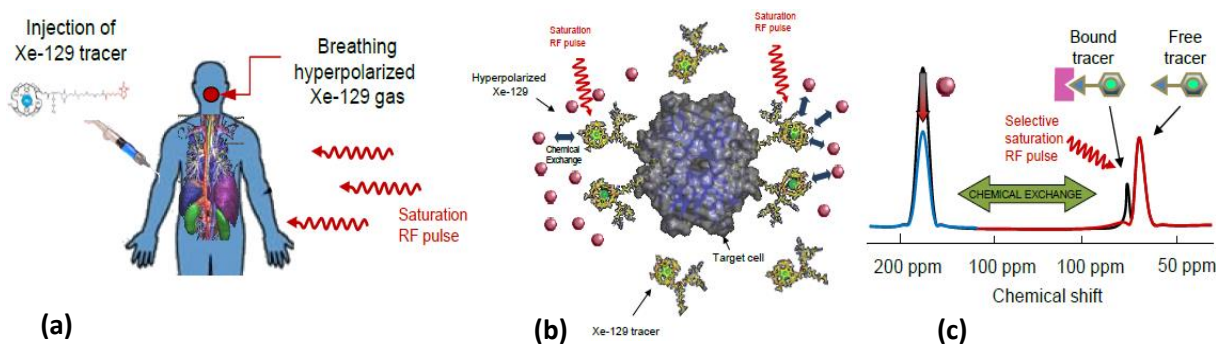 Injection of
Xe-129 tracer
Breathing
hyperpolarized
Xe-129 gas
Saturation
RF pulse
(a)
Saturation
RF pulse
Saturation
RF pulse
Hyperpolarized
Xe-129
Chemical
Exchange
Target cell
Xe-129 tracer
(b)
Bound
tracer
Free
tracer
Selective
saturation
RF pulse
CHEMICAL EXCHANGE
200 ppm
100 ppm
100 ppm
50 ppm
Chemical shift
(c)